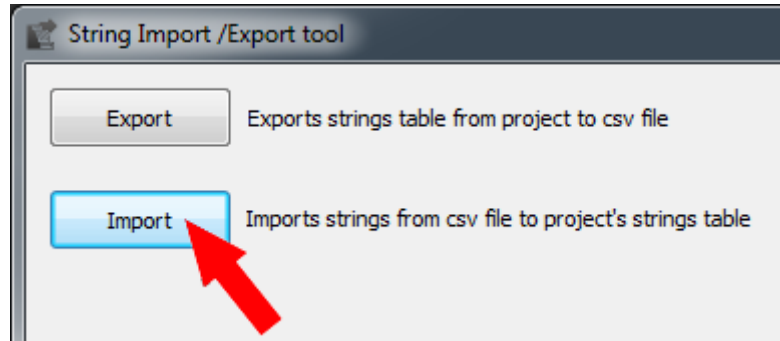 String Import /Export tool
Export Exports strings table from project to csv file
Import Imports strings from csv file to project's strings table